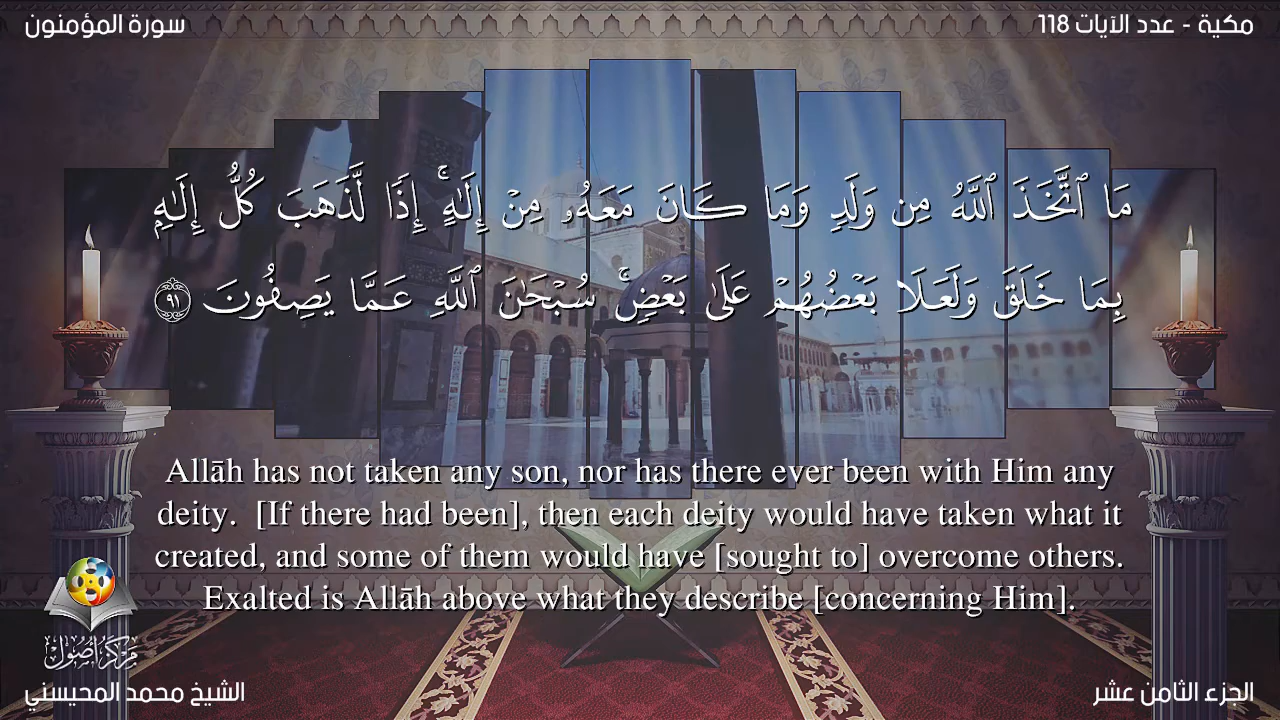 سورة المؤمنون
مكية - عدد الآيات 118
مَا ٱتَّخَذَ ٱللَّهُ مِن وَلَدٍ وَمَا كَانَ مَعَهُۥ مِنْ إِلَٰهٍ ۚ إِذًا لَّذَهَبَ كُلُّ إِلَٰهٍۭ
بِمَا خَلَقَ وَلَعَلَا بَعْضُهُمْ عَلَىٰ بَعْضٍ ۚ سُبْحَٰنَ ٱللَّهِ عَمَّا يَصِفُونَ ٩١
Allāh has not taken any son, nor has there ever been with Him any
deity. [If there had been], then each deity would have taken what it
created, and some of them would have [sought to] overcome others.
Exalted is Allāh above what they describe [concerning Him].
مركز أصول
الشيخ محمد المحيسني
الجزء الثامن عشر